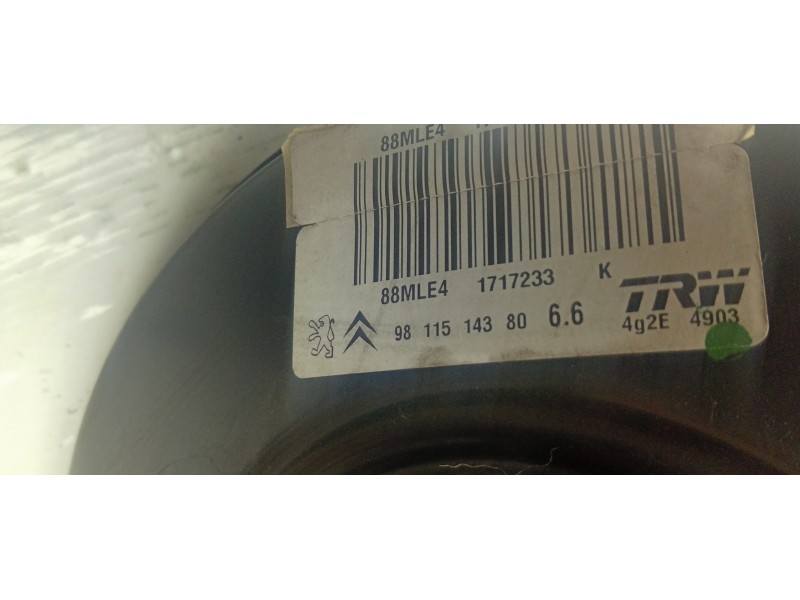 88MLE4
88MLE4 1717233 K
TRW
98 115 143 80 6.6
4g2E 4903